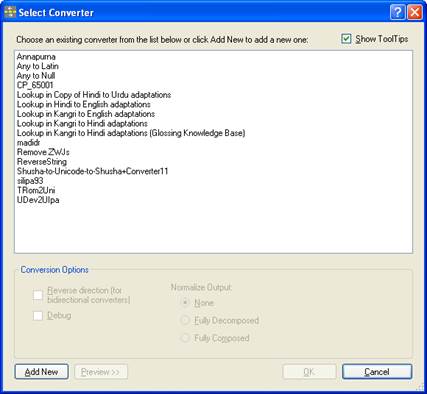 Select Converter
Choose an existing converter from the list below or click Add New to add a new one:
Show ToolTips
Annapurna
Any to Latin
Any to Null
CP_65001
Lookup in Copy of Hindi to Urdu adaptations
Lookup in Hindi to English adaptations
Lookup in Kangri to English adaptations
Lookup in Kangri to Hindi adaptations
Lookup in Kangri to Hindi adaptations (Glossing Knowledge Base)
madidr
Remove ZWJs
ReverseString
Shusha-to-Unicode-to-Shusha+Converter11
silipa93
TRom2Uni
UDev2UIpa
Conversion Options
Reverse direction (for
bidirectional converters)
Debug
Normalize Output:
None
Fully Decomposed
Fully Composed
Add New
Preview >>
OK
Cancel